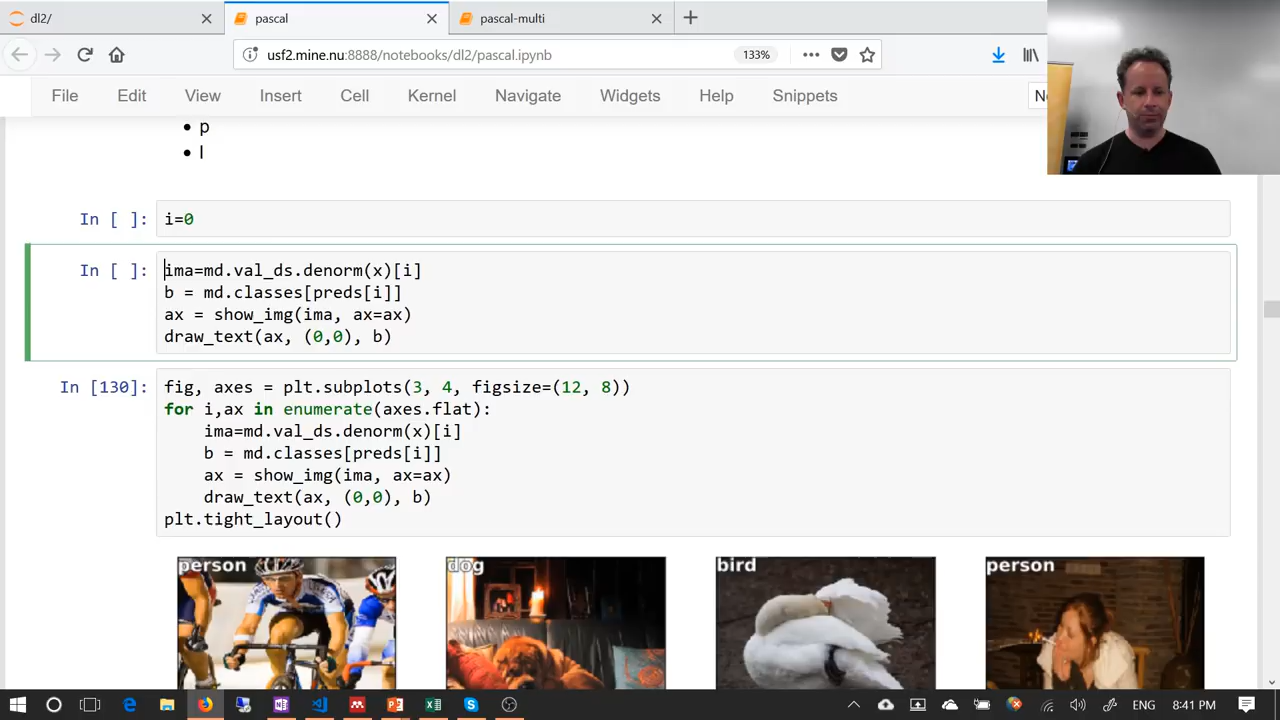 dl2/
pascal
pascal-multi
usf2.mine.nu:8888/notebooks/dl2/pascal.ipynb
133%
File Edit View Insert Cell Kernel Navigate Widgets Help Snippets
• p
• l
In [ ]: i=0
In [ ]: ima=md.val_ds.denorm(x)[i]
b = md.classes[preds[i]]
ax = show_img(ima, ax=ax)
draw_text(ax, (0,0), b)
In [130]: fig, axes = plt.subplots(3, 4, figsize=(12, 8))
for i,ax in enumerate(axes.flat):
    ima=md.val_ds.denorm(x)[i]
    b = md.classes[preds[i]]
    ax = show_img(ima, ax=ax)
    draw_text(ax, (0,0), b)
plt.tight_layout()
person dog bird person
ENG 8:41 PM